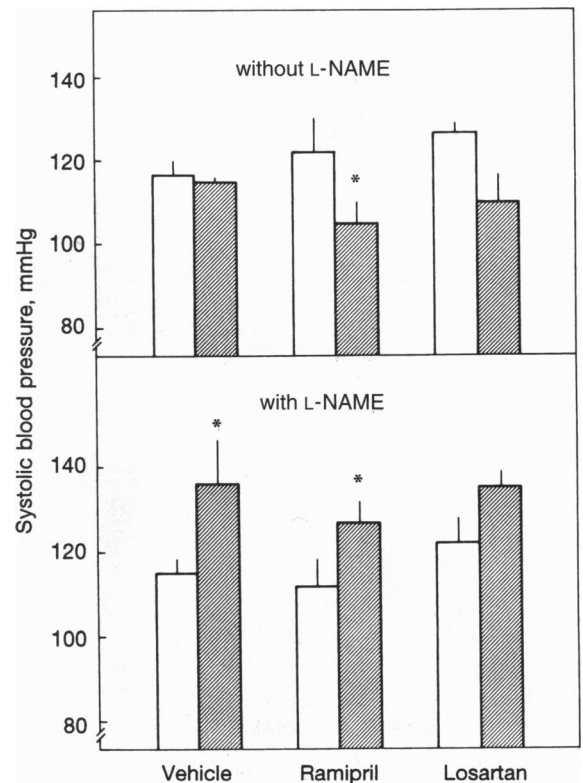 without L-NAME
140
120
100
80
*
Systolic blood pressure, mmHg
with L-NAME
140
120
100
80
*
*
Vehicle Ramipril Losartan